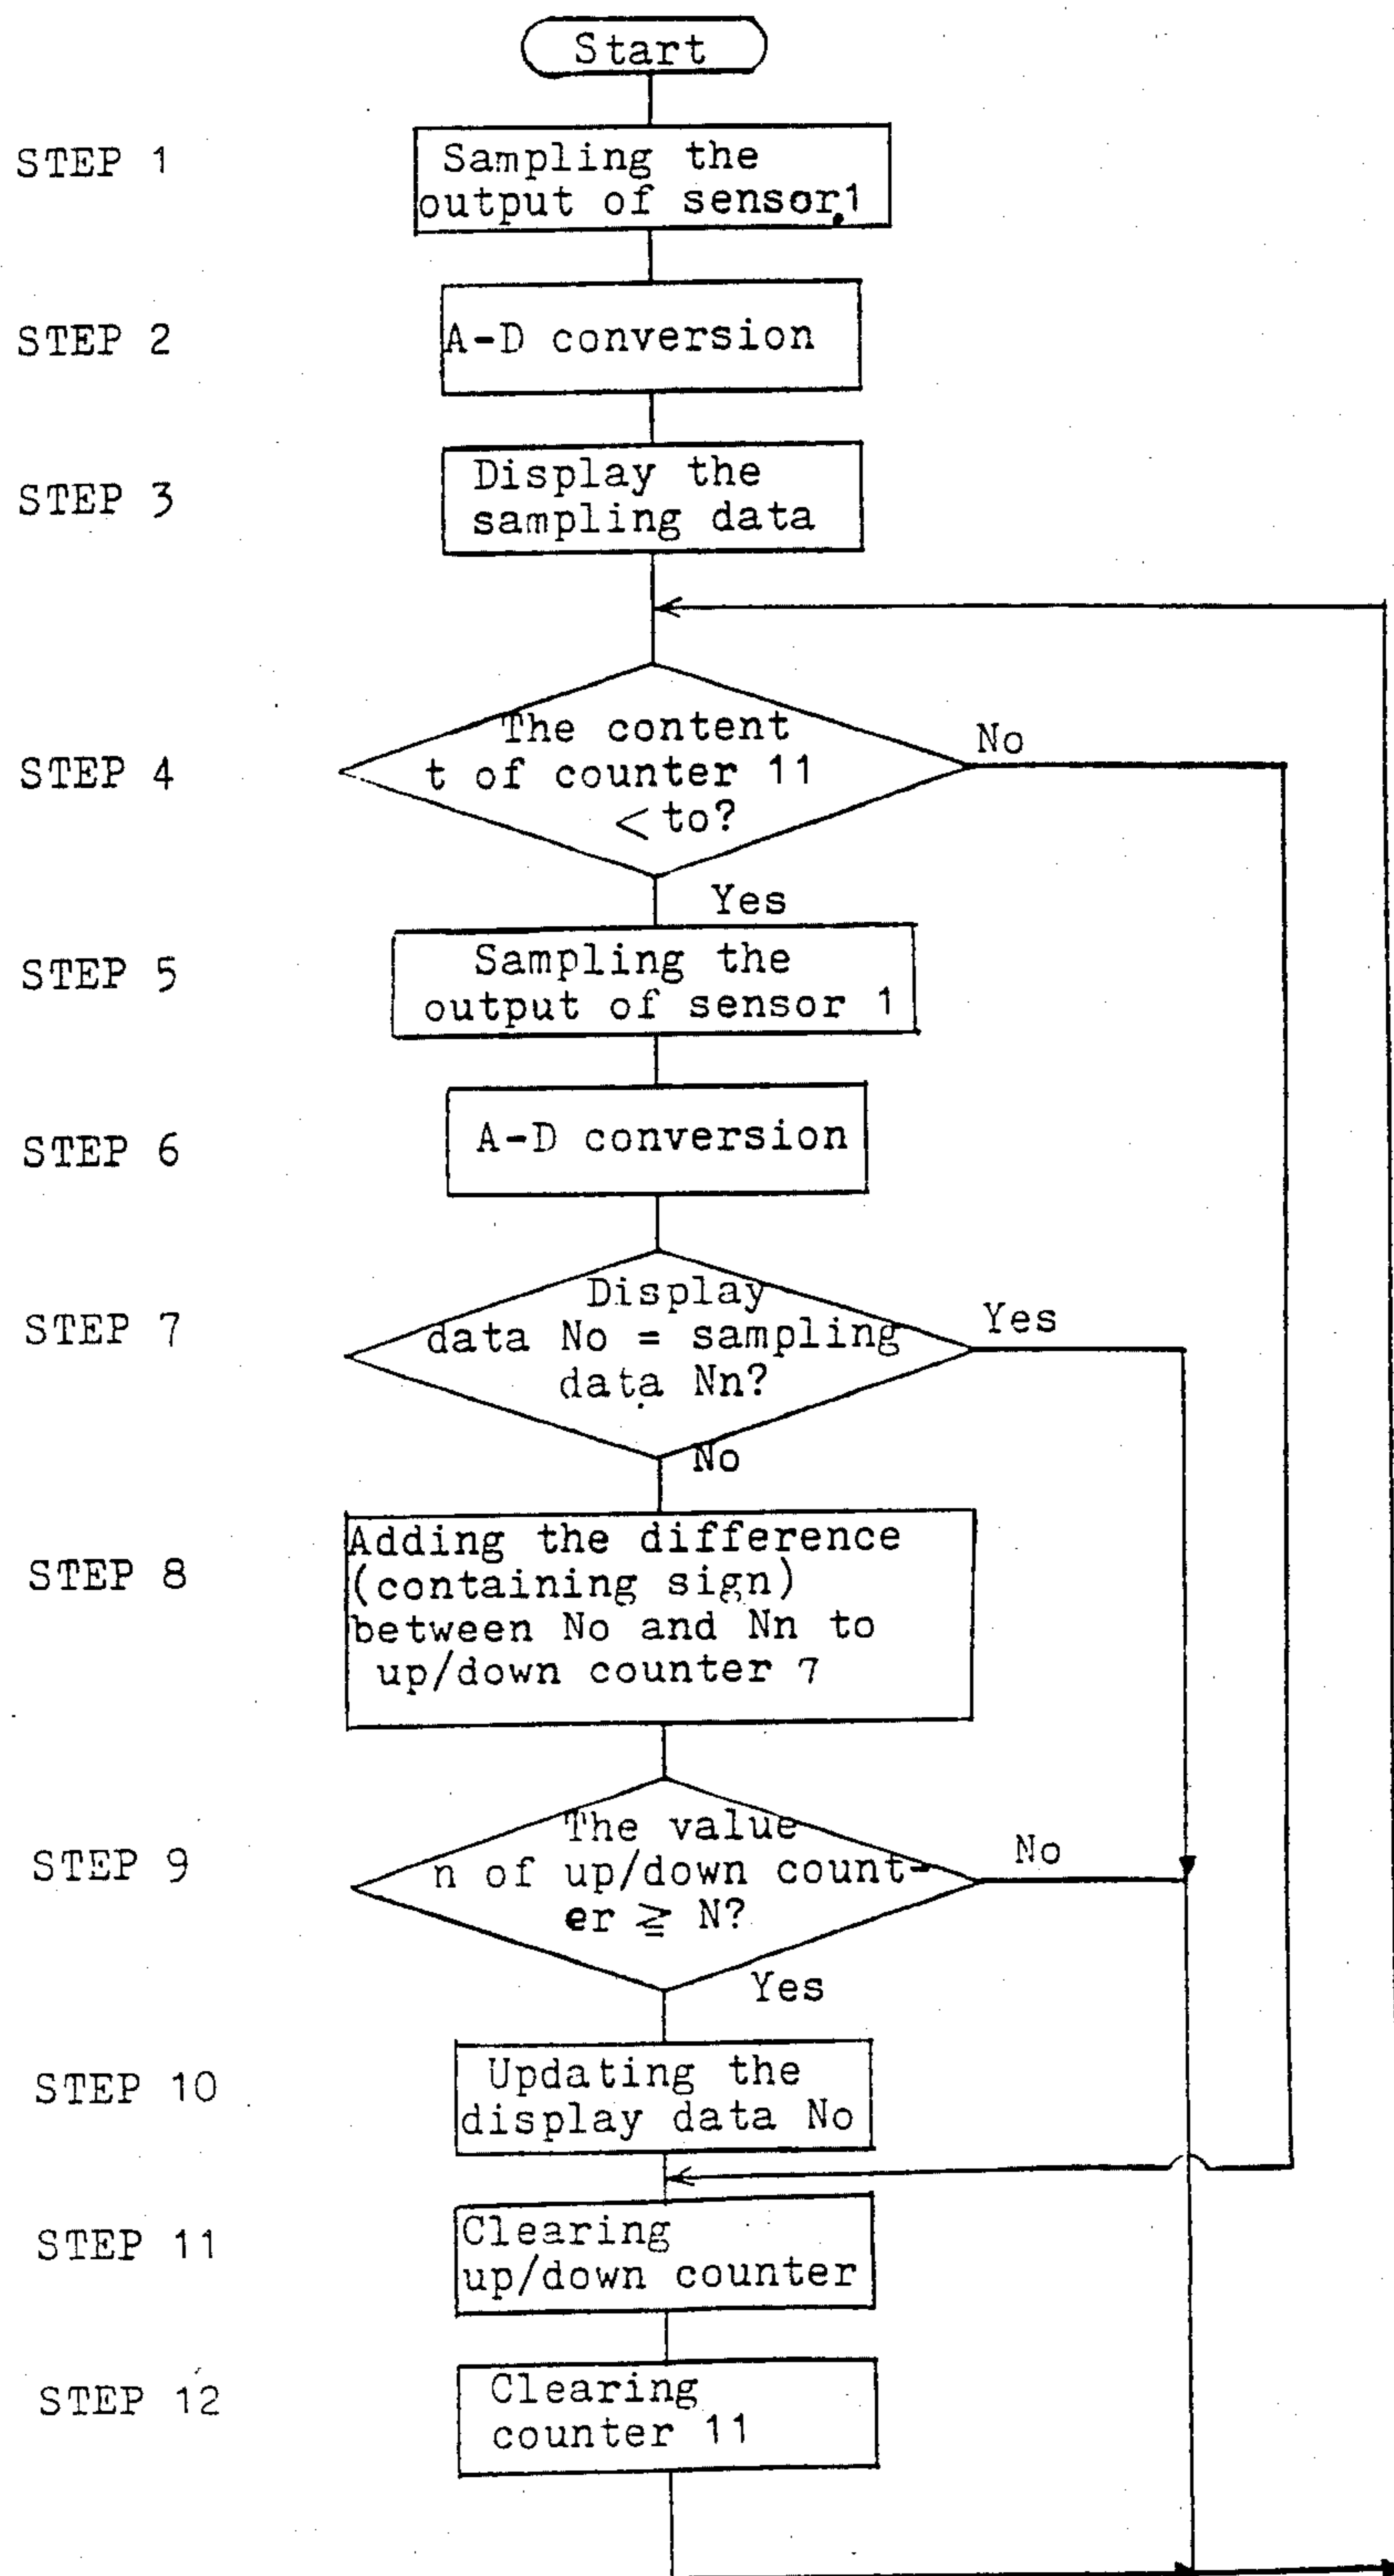 Start
STEP 1
Sampling the
output of sensor 1
STEP 2
A-D conversion
STEP 3
Display the
sampling data
STEP 4
The content
t of counter 11
< to?
No
Yes
STEP 5
Sampling the
output of sensor 1
STEP 6
A-D conversion
STEP 7
Display
data No = sampling
data Nn?
Yes
No
STEP 8
Adding the difference
(containing sign)
between No and Nn to
up/down counter 7
STEP 9
The value
n of up/down count-
er ≧ N?
No
Yes
STEP 10
Updating the
display data No
STEP 11
Clearing
up/down counter
STEP 12
Clearing
counter 11